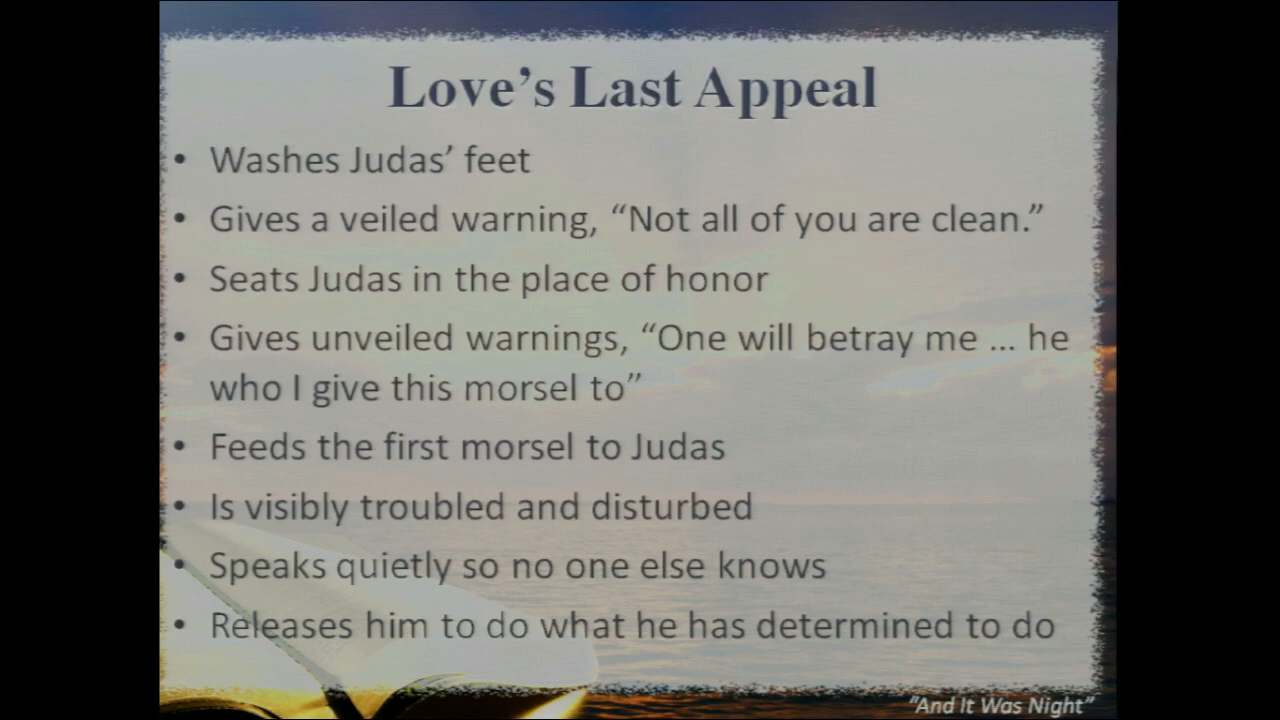 Love’s Last Appeal
• Washes Judas’ feet
• Gives a veiled warning, “Not all of you are clean.”
• Seats Judas in the place of honor
• Gives unveiled warnings, “One will betray me ... he
who I give this morsel to”
• Feeds the first morsel to Judas
• Is visibly troubled and disturbed
• Speaks quietly so no one else knows
• Releases him to do what he has determined to do
“And It Was Night”